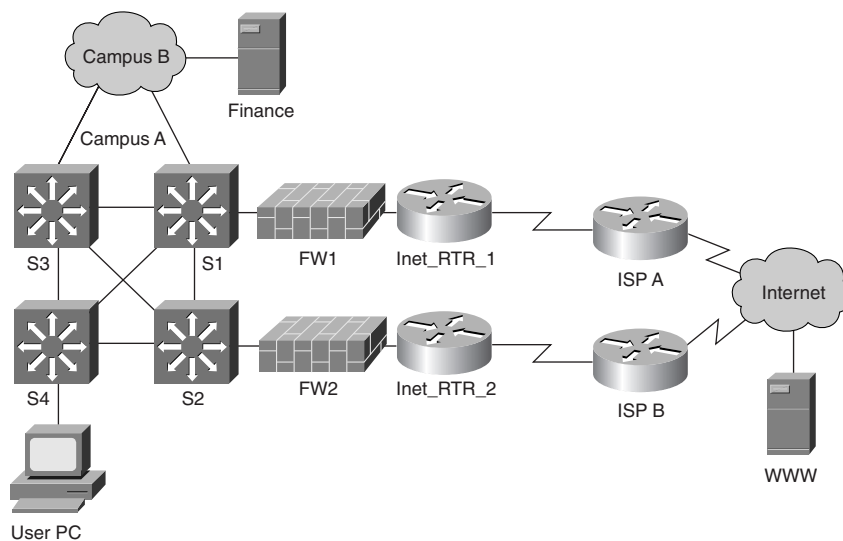 Campus B
Finance
Campus A
S3
S1
FW1
Inet_RTR_1
ISP A
Internet
S4
S2
FW2
Inet_RTR_2
ISP B
WWW
User PC